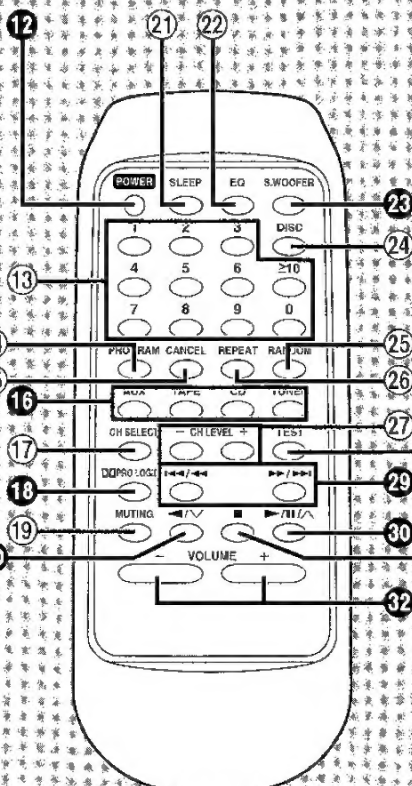 12 21 22
POWER SLEEP EQ S.WOOFER
23
1 2 3 DISC
24
4 5 6 ≥10
13
7 8 9 0
PROGRAM CANCEL REPEAT RANDOM 25
26
16 AUX TAPE CD TUNER
27
CH SELECT − CH LEVEL + TEST
17
PRO LOGIC ⏮/◀◀ ▶▶/⏭
29
18
MUTING ◀/∨ ■ ▶/II/∧
19 30
− VOLUME +
32